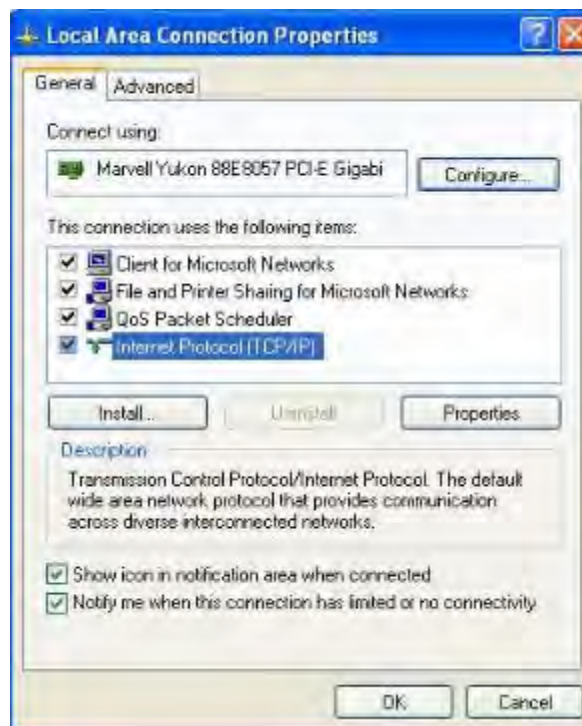 Local Area Connection Properties
General Advanced
Connect using:
Marvell Yukon 88E8057 PCI-E Gigabi Configure...
This connection uses the following items:
Client for Microsoft Networks
File and Printer Sharing for Microsoft Networks
QoS Packet Scheduler
Internet Protocol (TCP/IP)
Install... Uninstall Properties
Description
Transmission Control Protocol/Internet Protocol. The default
wide area network protocol that provides communication
across diverse interconnected networks.
Show icon in notification area when connected
Notify me when this connection has limited or no connectivity
OK Cancel